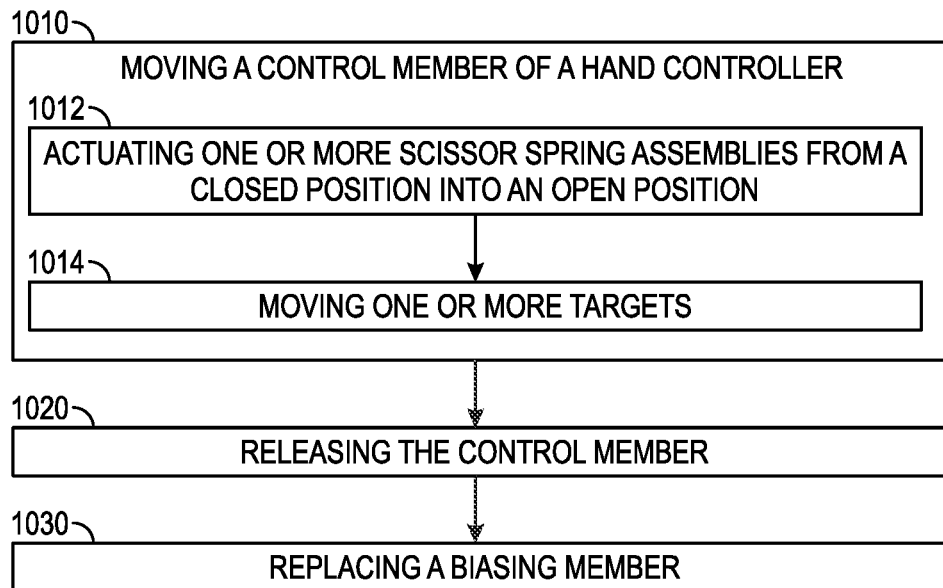 1010
MOVING A CONTROL MEMBER OF A HAND CONTROLLER
1012
ACTUATING ONE OR MORE SCISSOR SPRING ASSEMBLIES FROM A
CLOSED POSITION INTO AN OPEN POSITION
1014
MOVING ONE OR MORE TARGETS
1020
RELEASING THE CONTROL MEMBER
1030
REPLACING A BIASING MEMBER